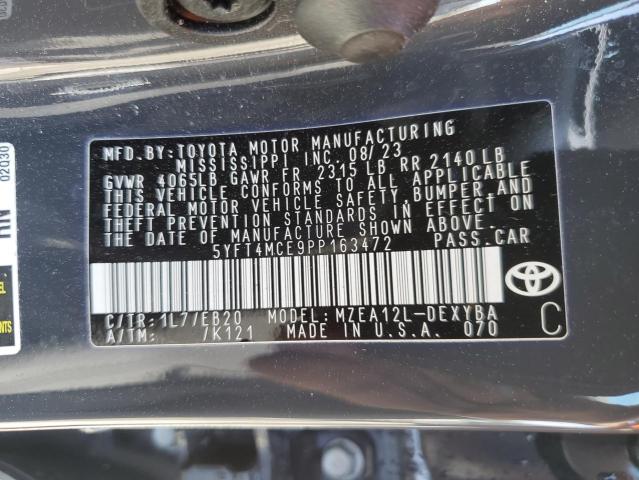 MFD.BY:TOYOTA MOTOR MANUFACTURING
MISSISSIPPI INC. 08/23
GVWR 4065LB GAWR FR 2315 LB RR 2140 LB
THIS VEHICLE CONFORMS TO ALL APPLICABLE
FEDERAL MOTOR VEHICLE SAFETY,BUMPER,AND
THEFT PREVENTION STANDARDS IN EFFECT ON
THE DATE OF MANUFACTURE SHOWN ABOVE.
5YFT4MCE9PP163472 PASS.CAR
C/TR:1L7/EB20 MODEL:MZEA12L-DEXYBA
A/TM: /K121 MADE IN U.S.A. 070
C
02Q30